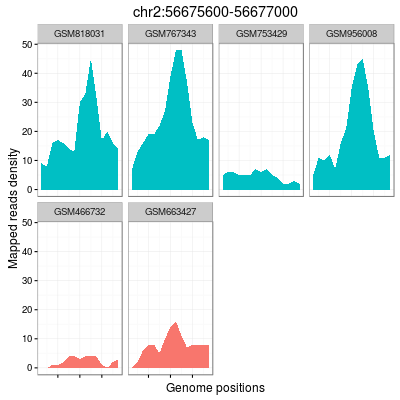 chr2:56675600-56677000
GSM818031 GSM767343 GSM753429 GSM956008
50
40
30
20
10
0
GSM466732 GSM663427
50
40
30
20
10
0
Mapped reads density
Genome positions